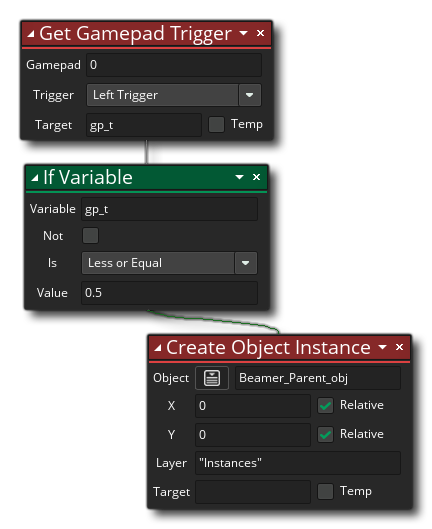 Get Gamepad Trigger
Gamepad 0
Trigger Left Trigger
Target gp_t Temp
If Variable
Variable gp_t
Not
Is Less or Equal
Value 0.5
Create Object Instance
Object Beamer_Parent_obj
X 0 Relative
Y 0 Relative
Layer "Instances"
Target Temp